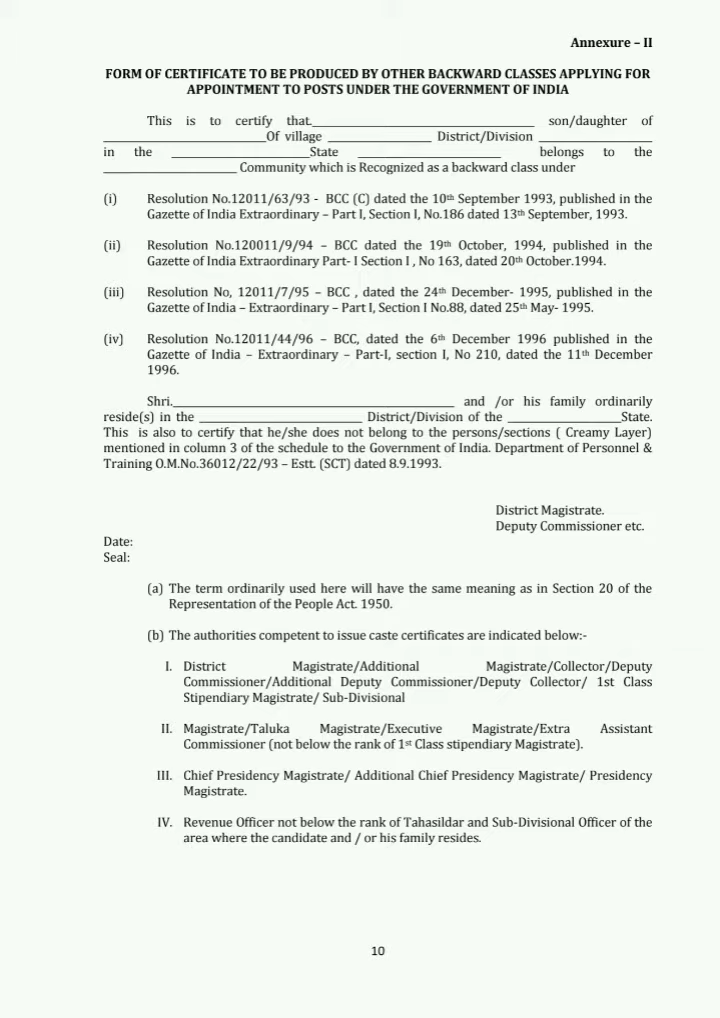 Annexure – II
FORM OF CERTIFICATE TO BE PRODUCED BY OTHER BACKWARD CLASSES APPLYING FOR
APPOINTMENT TO POSTS UNDER THE GOVERNMENT OF INDIA
This is to certify that.___________________________________ son/daughter of
__________________________Of village ________________ District/Division __________________
in the ______________________State ______________________ belongs to the
_____________________ Community which is Recognized as a backward class under
(i) Resolution No.12011/63/93 - BCC (C) dated the 10th September 1993, published in the
Gazette of India Extraordinary – Part I, Section I, No.186 dated 13th September, 1993.
(ii) Resolution No.120011/9/94 – BCC dated the 19th October, 1994, published in the
Gazette of India Extraordinary Part- I Section I , No 163, dated 20th October.1994.
(iii) Resolution No, 12011/7/95 – BCC , dated the 24th December- 1995, published in the
Gazette of India – Extraordinary – Part I, Section I No.88, dated 25th May- 1995.
(iv) Resolution No.12011/44/96 – BCC, dated the 6th December 1996 published in the
Gazette of India – Extraordinary – Part-I, section I, No 210, dated the 11th December
1996.
Shri.____________________________________________ and /or his family ordinarily
reside(s) in the __________________________ District/Division of the __________________State.
This is also to certify that he/she does not belong to the persons/sections ( Creamy Layer)
mentioned in column 3 of the schedule to the Government of India. Department of Personnel &
Training O.M.No.36012/22/93 – Estt. (SCT) dated 8.9.1993.
District Magistrate.
Deputy Commissioner etc.
Date:
Seal:
(a) The term ordinarily used here will have the same meaning as in Section 20 of the
Representation of the People Act. 1950.
(b) The authorities competent to issue caste certificates are indicated below:-
I. District Magistrate/Additional Magistrate/Collector/Deputy
Commissioner/Additional Deputy Commissioner/Deputy Collector/ 1st Class
Stipendiary Magistrate/ Sub-Divisional
II. Magistrate/Taluka Magistrate/Executive Magistrate/Extra Assistant
Commissioner (not below the rank of 1st Class stipendiary Magistrate).
III. Chief Presidency Magistrate/ Additional Chief Presidency Magistrate/ Presidency
Magistrate.
IV. Revenue Officer not below the rank of Tahasildar and Sub-Divisional Officer of the
area where the candidate and / or his family resides.
10